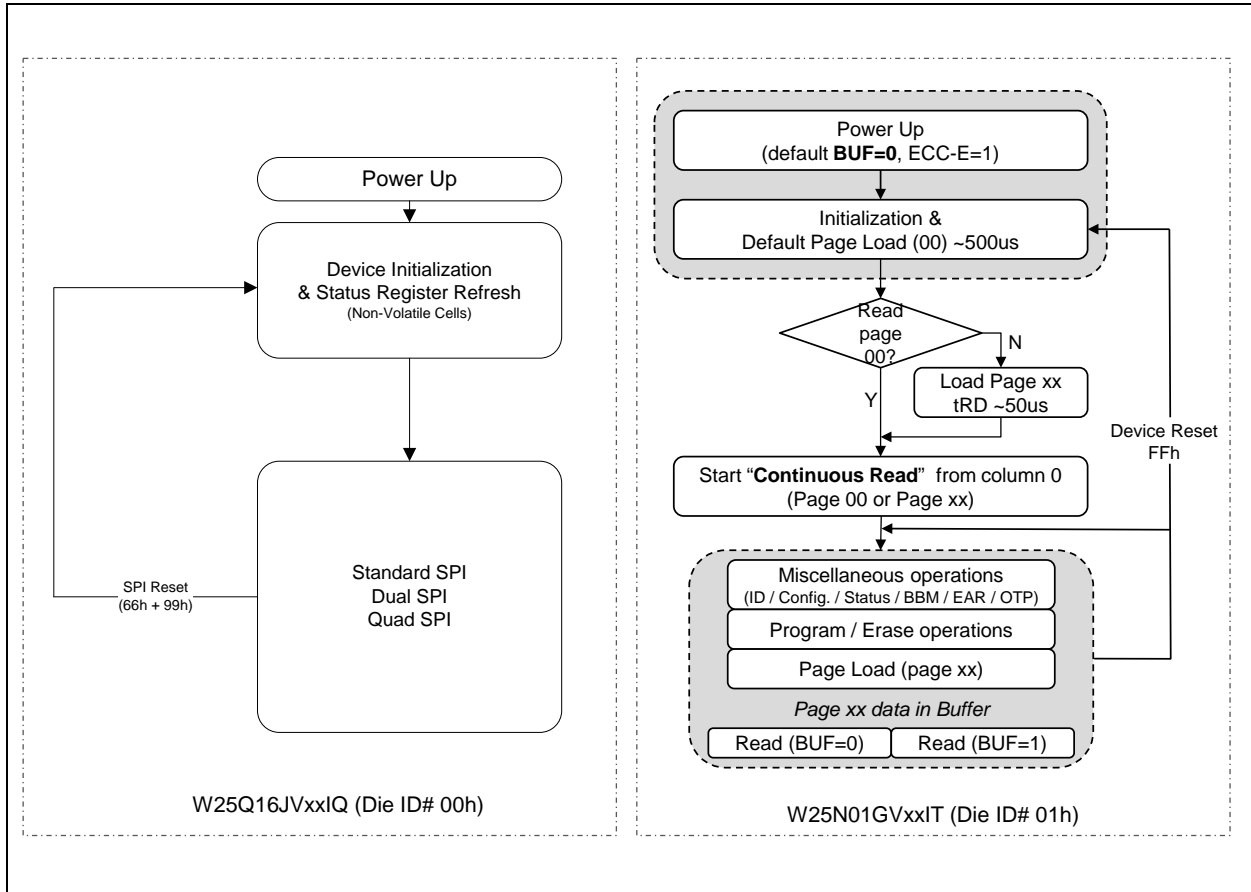 Power Up
Device Initialization
& Status Register Refresh
(Non-Volatile Cells)
SPI Reset
(66h + 99h)
Standard SPI
Dual SPI
Quad SPI
W25Q16JVxxIQ (Die ID# 00h)
Power Up
(default BUF=0, ECC-E=1)
Initialization &
Default Page Load (00) ~500us
Read
page
00?
N
Y
Load Page xx
tRD ~50us
Device Reset
FFh
Start “Continuous Read” from column 0
(Page 00 or Page xx)
Miscellaneous operations
(ID / Config. / Status / BBM / EAR / OTP)
Program / Erase operations
Page Load (page xx)
Page xx data in Buffer
Read (BUF=0)
Read (BUF=1)
W25N01GVxxIT (Die ID# 01h)